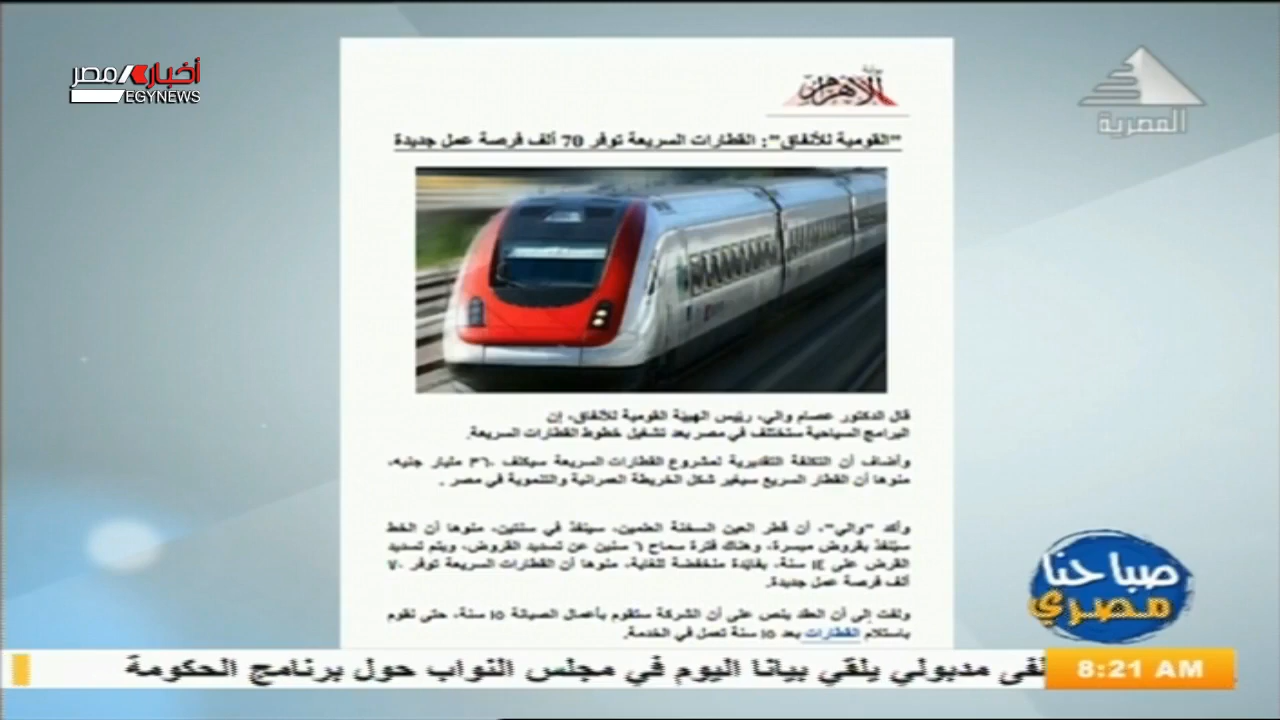 أخبار مصر
EGYNEWS
بوابة
الأهرام
المصرية
"القومية للأنفاق": القطارات السريعة توفر 70 ألف فرصة عمل جديدة
قال الدكتور عصام والي، رئيس الهيئة القومية للأنفاق، إن
البرامج السياحية ستختلف في مصر بعد تشغيل خطوط القطارات السريعة.
وأضاف أن التكلفة التقديرية لمشروع القطارات السريعة سيكلف ٣٦٠ مليار جنيه،
منوها أن القطار السريع سيغير شكل الخريطة العمرانية والتنموية في مصر .
وأكد "والي"، أن قطر العين السخنة العلمين، سينفذ في سنتين، منوها أن الخط
سينفذ بقروض ميسرة، وهناك فترة سماح ٦ سنين عن تسديد القروض، ويتم تسديد
القرض على ١٤ سنة، بفائدة منخفضة للغاية، منوها أن القطارات السريعة توفر ٧٠
ألف فرصة عمل جديدة.
ولفت إلى أن العقد ينص على أن الشركة ستقوم بأعمال الصيانة ١٥ سنة، حتى نقوم
باستلام القطارات بعد ١٥ سنة تعمل في الخدمة.
صباحنا
مصري
8:21 AM
فى مدبولي يلقي بيانا اليوم في مجلس النواب حول برنامج الحكومة